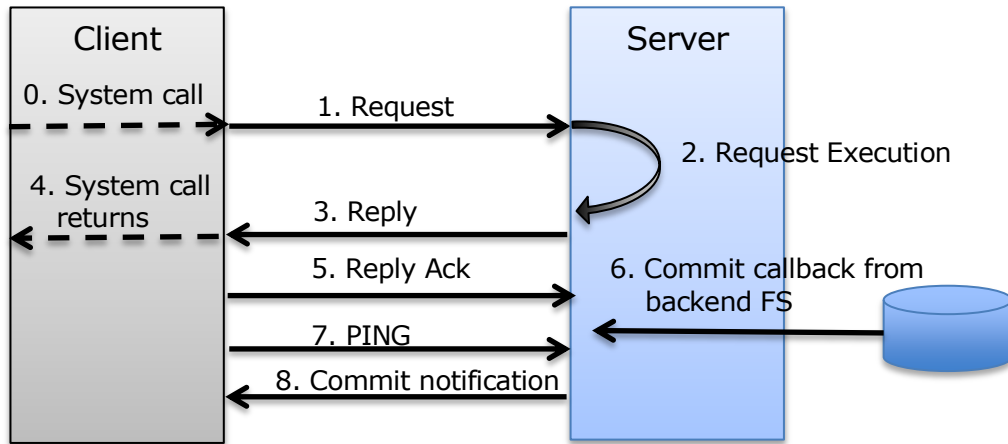 Client
Server
0. System call
1. Request
2. Request Execution
4. System call
returns
3. Reply
5. Reply Ack
6. Commit callback from
backend FS
7. PING
8. Commit notification